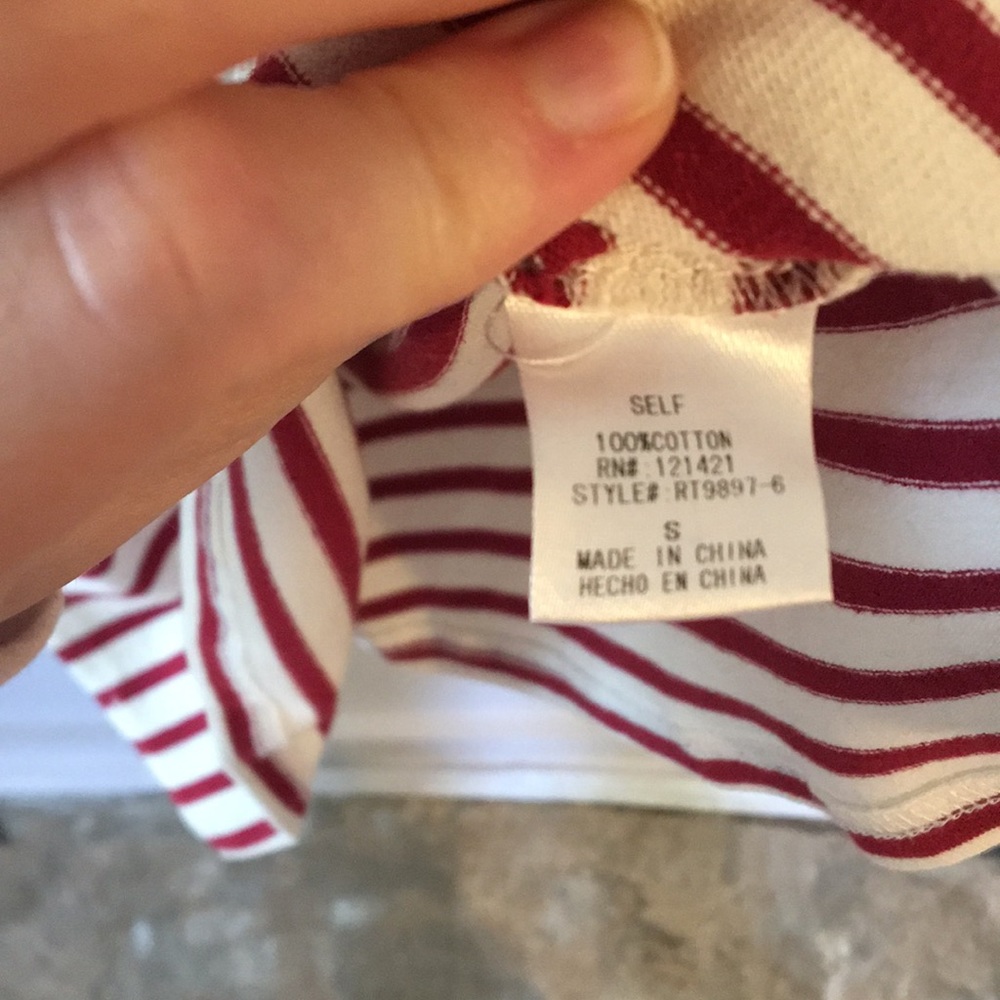 SELF
100%COTTON
RN#:121421
STYLE#:RT9897-6
S
MADE IN CHINA
HECHO EN CHINA